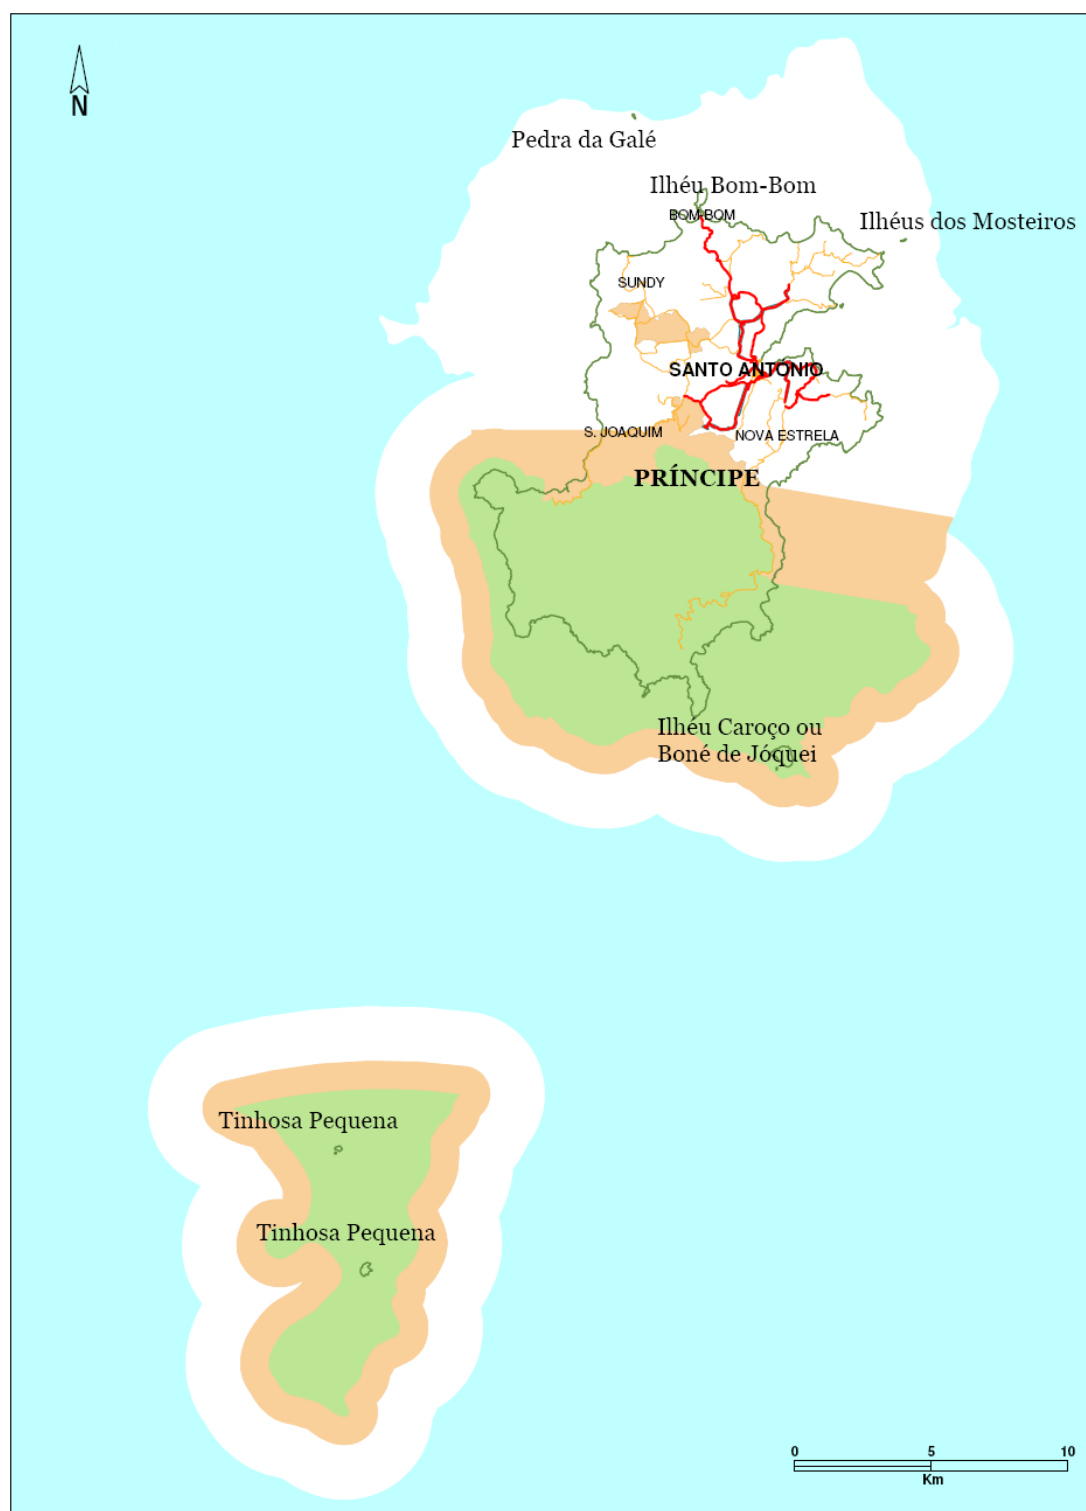 N
Pedra da Galé
Ilhéu Bom-Bom
BOM-BOM
Ilhéus dos Mosteiros
SUNDY
SANTO ANTONIO
S. JOAQUIM
NOVA ESTRELA
PRÍNCIPE
Ilhéu Caroço ou
Boné de Jóquei
Tinhosa Pequena
Tinhosa Pequena
0 5 10
Km